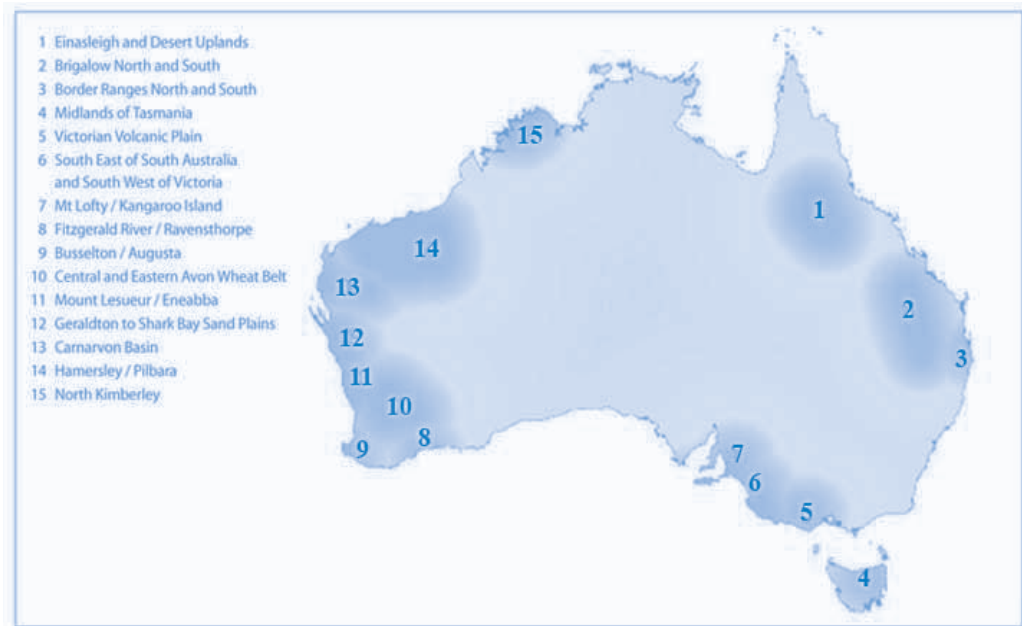 1 Einasleigh and Desert Uplands
2 Brigalow North and South
3 Border Ranges North and South
4 Midlands of Tasmania
5 Victorian Volcanic Plain
6 South East of South Australia
and South West of Victoria
7 Mt Lofty / Kangaroo Island
8 Fitzgerald River / Ravensthorpe
9 Busselton / Augusta
10 Central and Eastern Avon Wheat Belt
11 Mount Lesueur / Eneabba
12 Geraldton to Shark Bay Sand Plains
13 Carnarvon Basin
14 Hamersley / Pilbara
15 North Kimberley
15
1
14
13
2
12
3
11
10
8
9
7
6
5
4